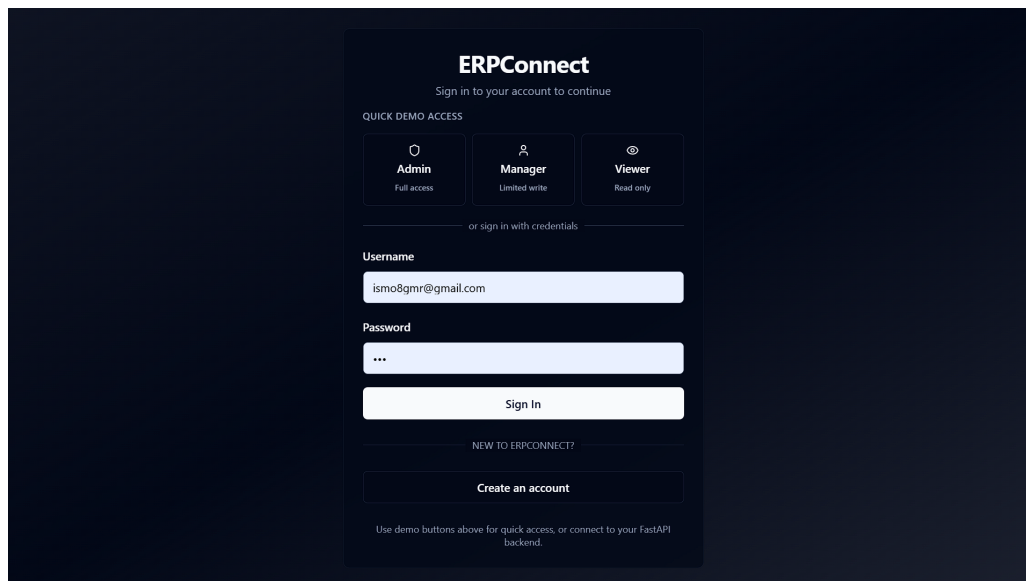 ERPConnect
Sign in to your account to continue
QUICK DEMO ACCESS
Admin
Full access
Manager
Limited write
Viewer
Read only
or sign in with credentials
Username
ismo8gmr@gmail.com
Password
•••
Sign In
NEW TO ERPCONNECT?
Create an account
Use demo buttons above for quick access, or connect to your FastAPI
backend.